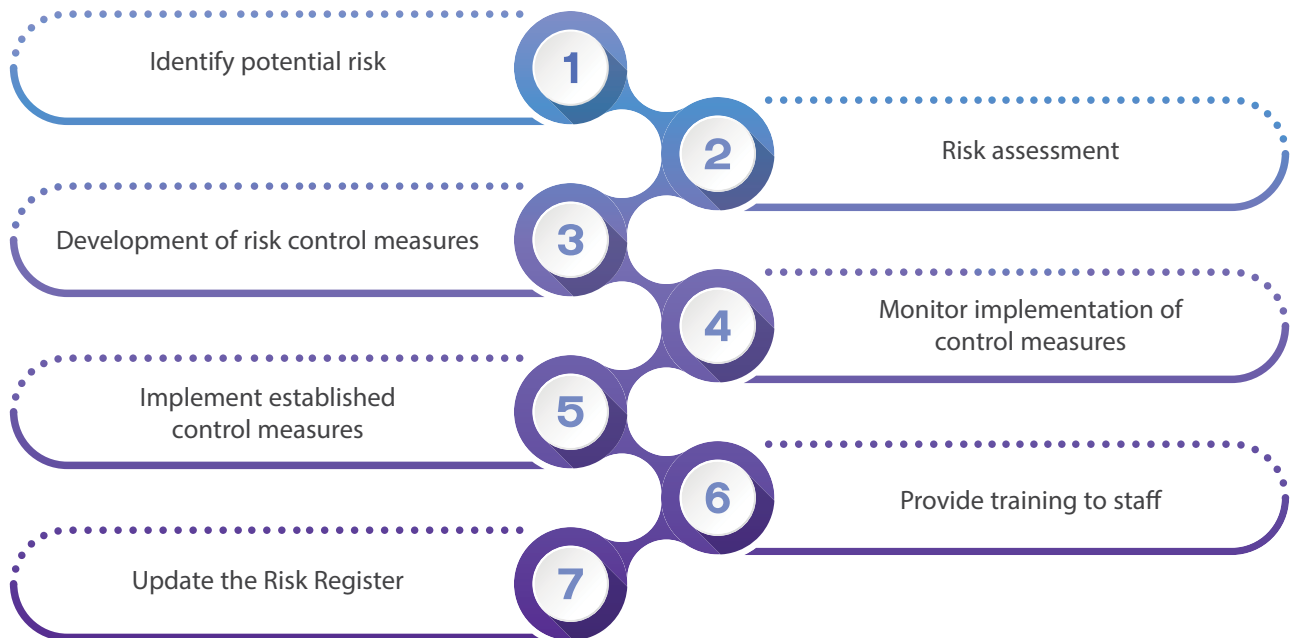 Identify potential risk
1
2
Risk assessment
3
Development of risk control measures
4
Monitor implementation of
control measures
5
Implement established
control measures
6
Provide training to staff
7
Update the Risk Register